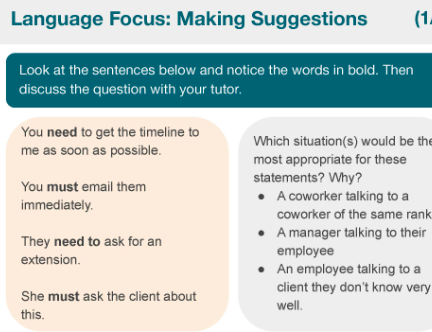 Language Focus: Making Suggestions (1/
Look at the sentences below and notice the words in bold. Then
discuss the question with your tutor.
You need to get the timeline to
me as soon as possible.
You must email them
immediately.
They need to ask for an
extension.
She must ask the client about
this.
Which situation(s) would be the
most appropriate for these
statements? Why?
● A coworker talking to a
coworker of the same rank
● A manager talking to their
employee
● An employee talking to a
client they don't know very
well.